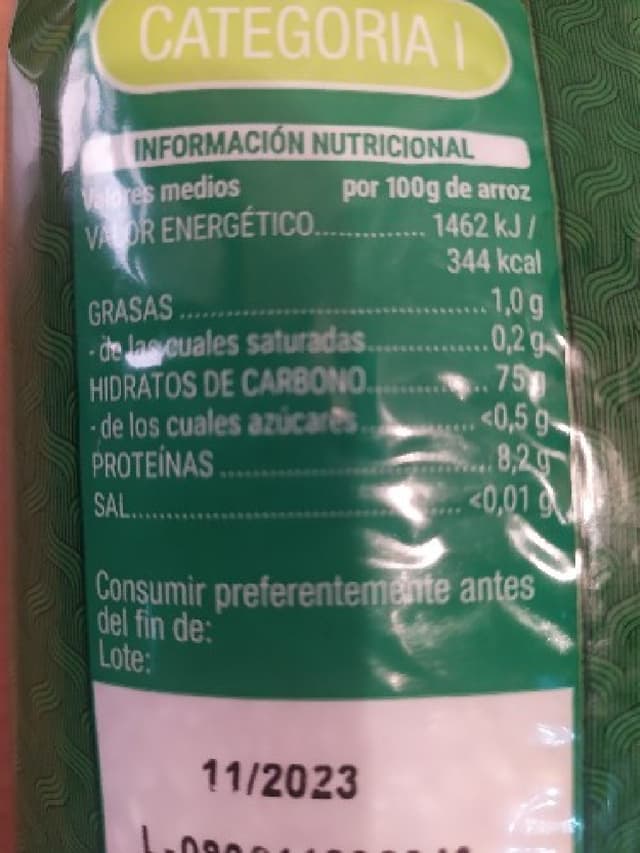 CATEGORIA I
INFORMACIÓN NUTRICIONAL
Valores medios por 100g de arroz
VALOR ENERGÉTICO.............. 1462 kJ /
344 kcal
GRASAS .......................................1,0 g
- de las cuales saturadas...............0,2 g
HIDRATOS DE CARBONO............... 75 g
- de los cuales azúcares............... <0,5 g
PROTEÍNAS .................................. 8,2 g
SAL.......................................... <0,01 g
Consumir preferentemente antes
del fin de:
Lote:
11/2023